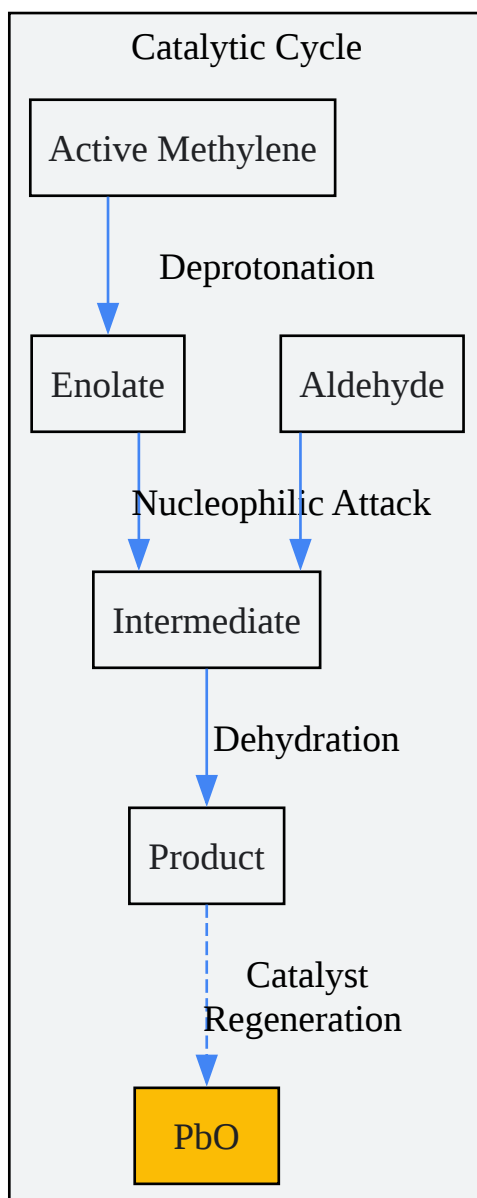 Catalytic Cycle
Active Methylene
Deprotonation
Enolate
Aldehyde
Nucleophilic Attack
Intermediate
Dehydration
Product
Catalyst
Regeneration
PbO